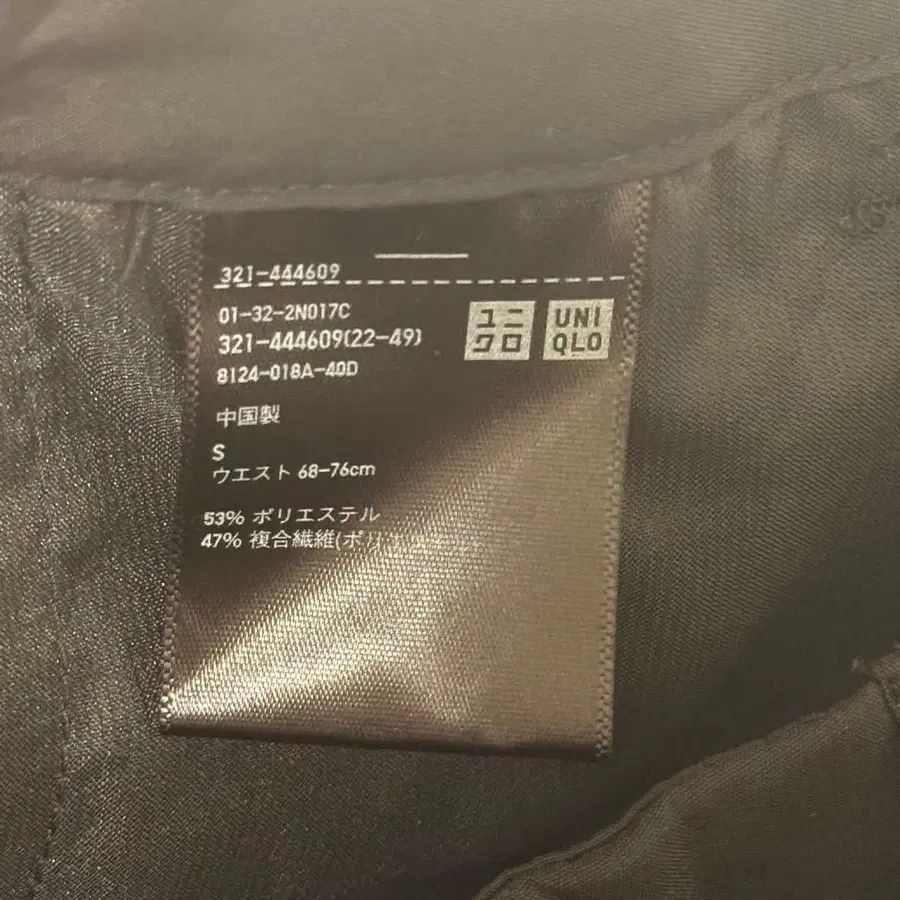 321-444609
01-32-2N017C
321-444609(22-49)
8124-018A-40D
ユニ
クロ
UNI
QLO
中国製
S
ウエスト 68-76cm
53% ポリエステル
47% 複合繊維(ポリエ